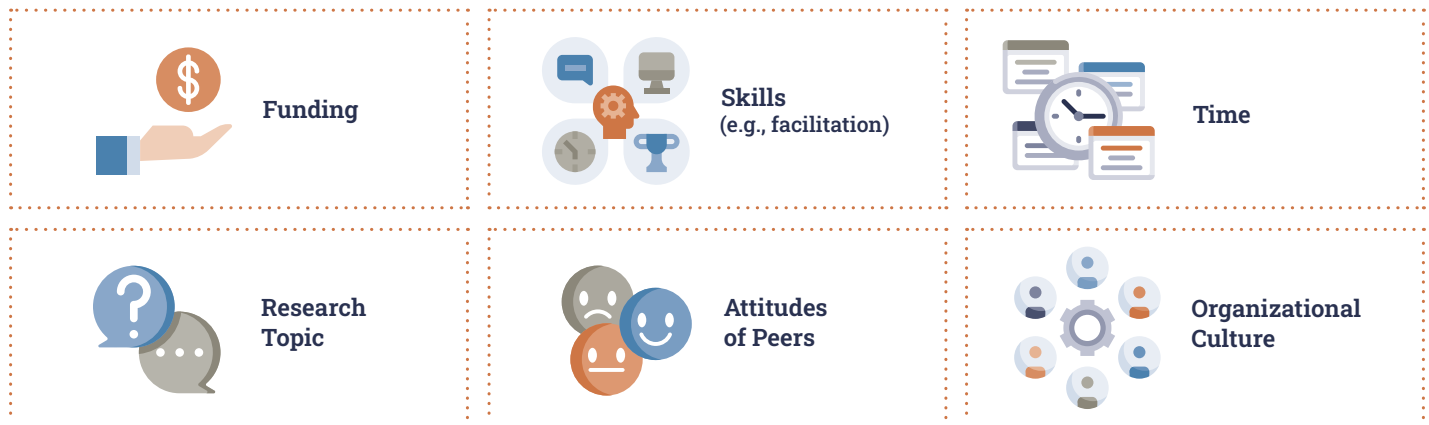 Funding
Skills
(e.g., facilitation)
Time
Research
Topic
Attitudes
of Peers
Organizational
Culture